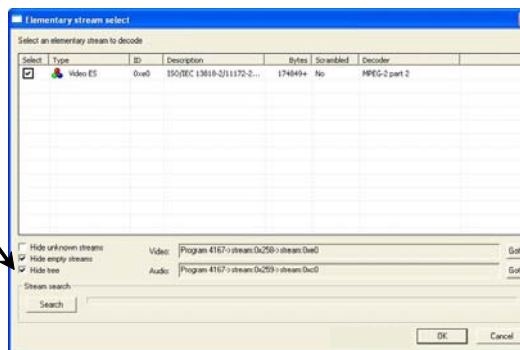 Elementary stream select
Select an elementary stream to decode
Select Type ID Description Bytes Scrambled Decoder
Video ES 0xe0 ISO/IEC 13818-2/11172-2... 174849+ No MPEG-2 part 2
Hide unknown streams
Hide empty streams
Hide tree
Video: Program 4167->stream:0x258->stream:0xe0 Got
Audio: Program 4167->stream:0x259->stream:0xc0 Got
Stream search
Search
OK Cancel